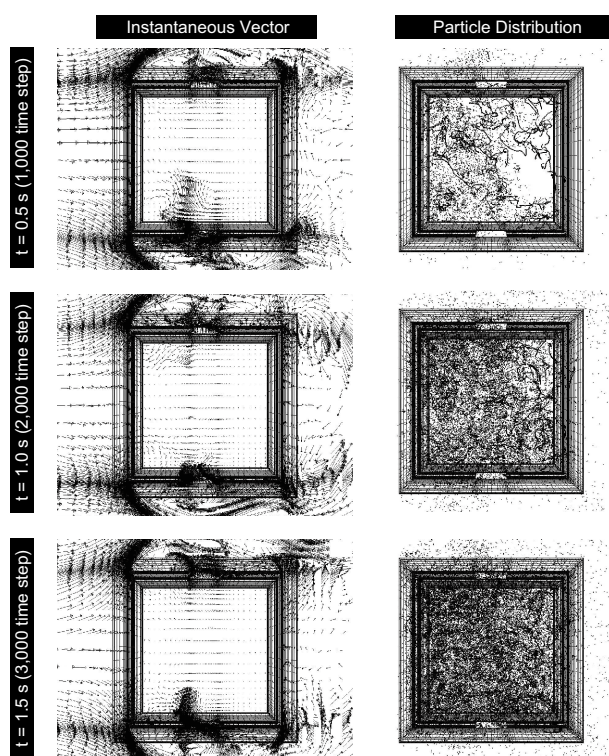 Instantaneous Vector
Particle Distribution
t = 0.5 s (1,000 time step)
t = 1.0 s (2,000 time step)
t = 1.5 s (3,000 time step)